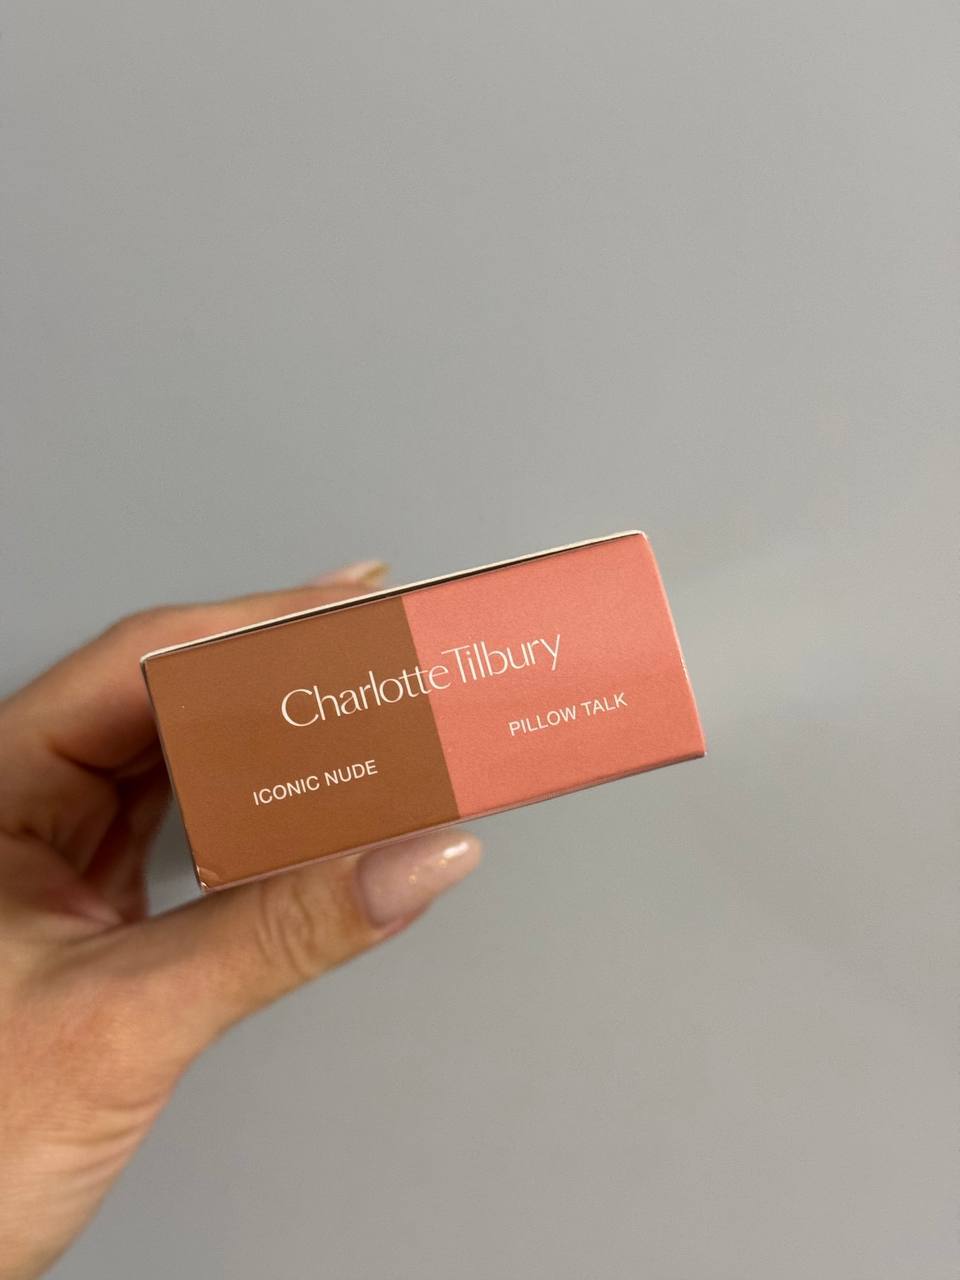 Charlotte Tilbury
ICONIC NUDE
PILLOW TALK